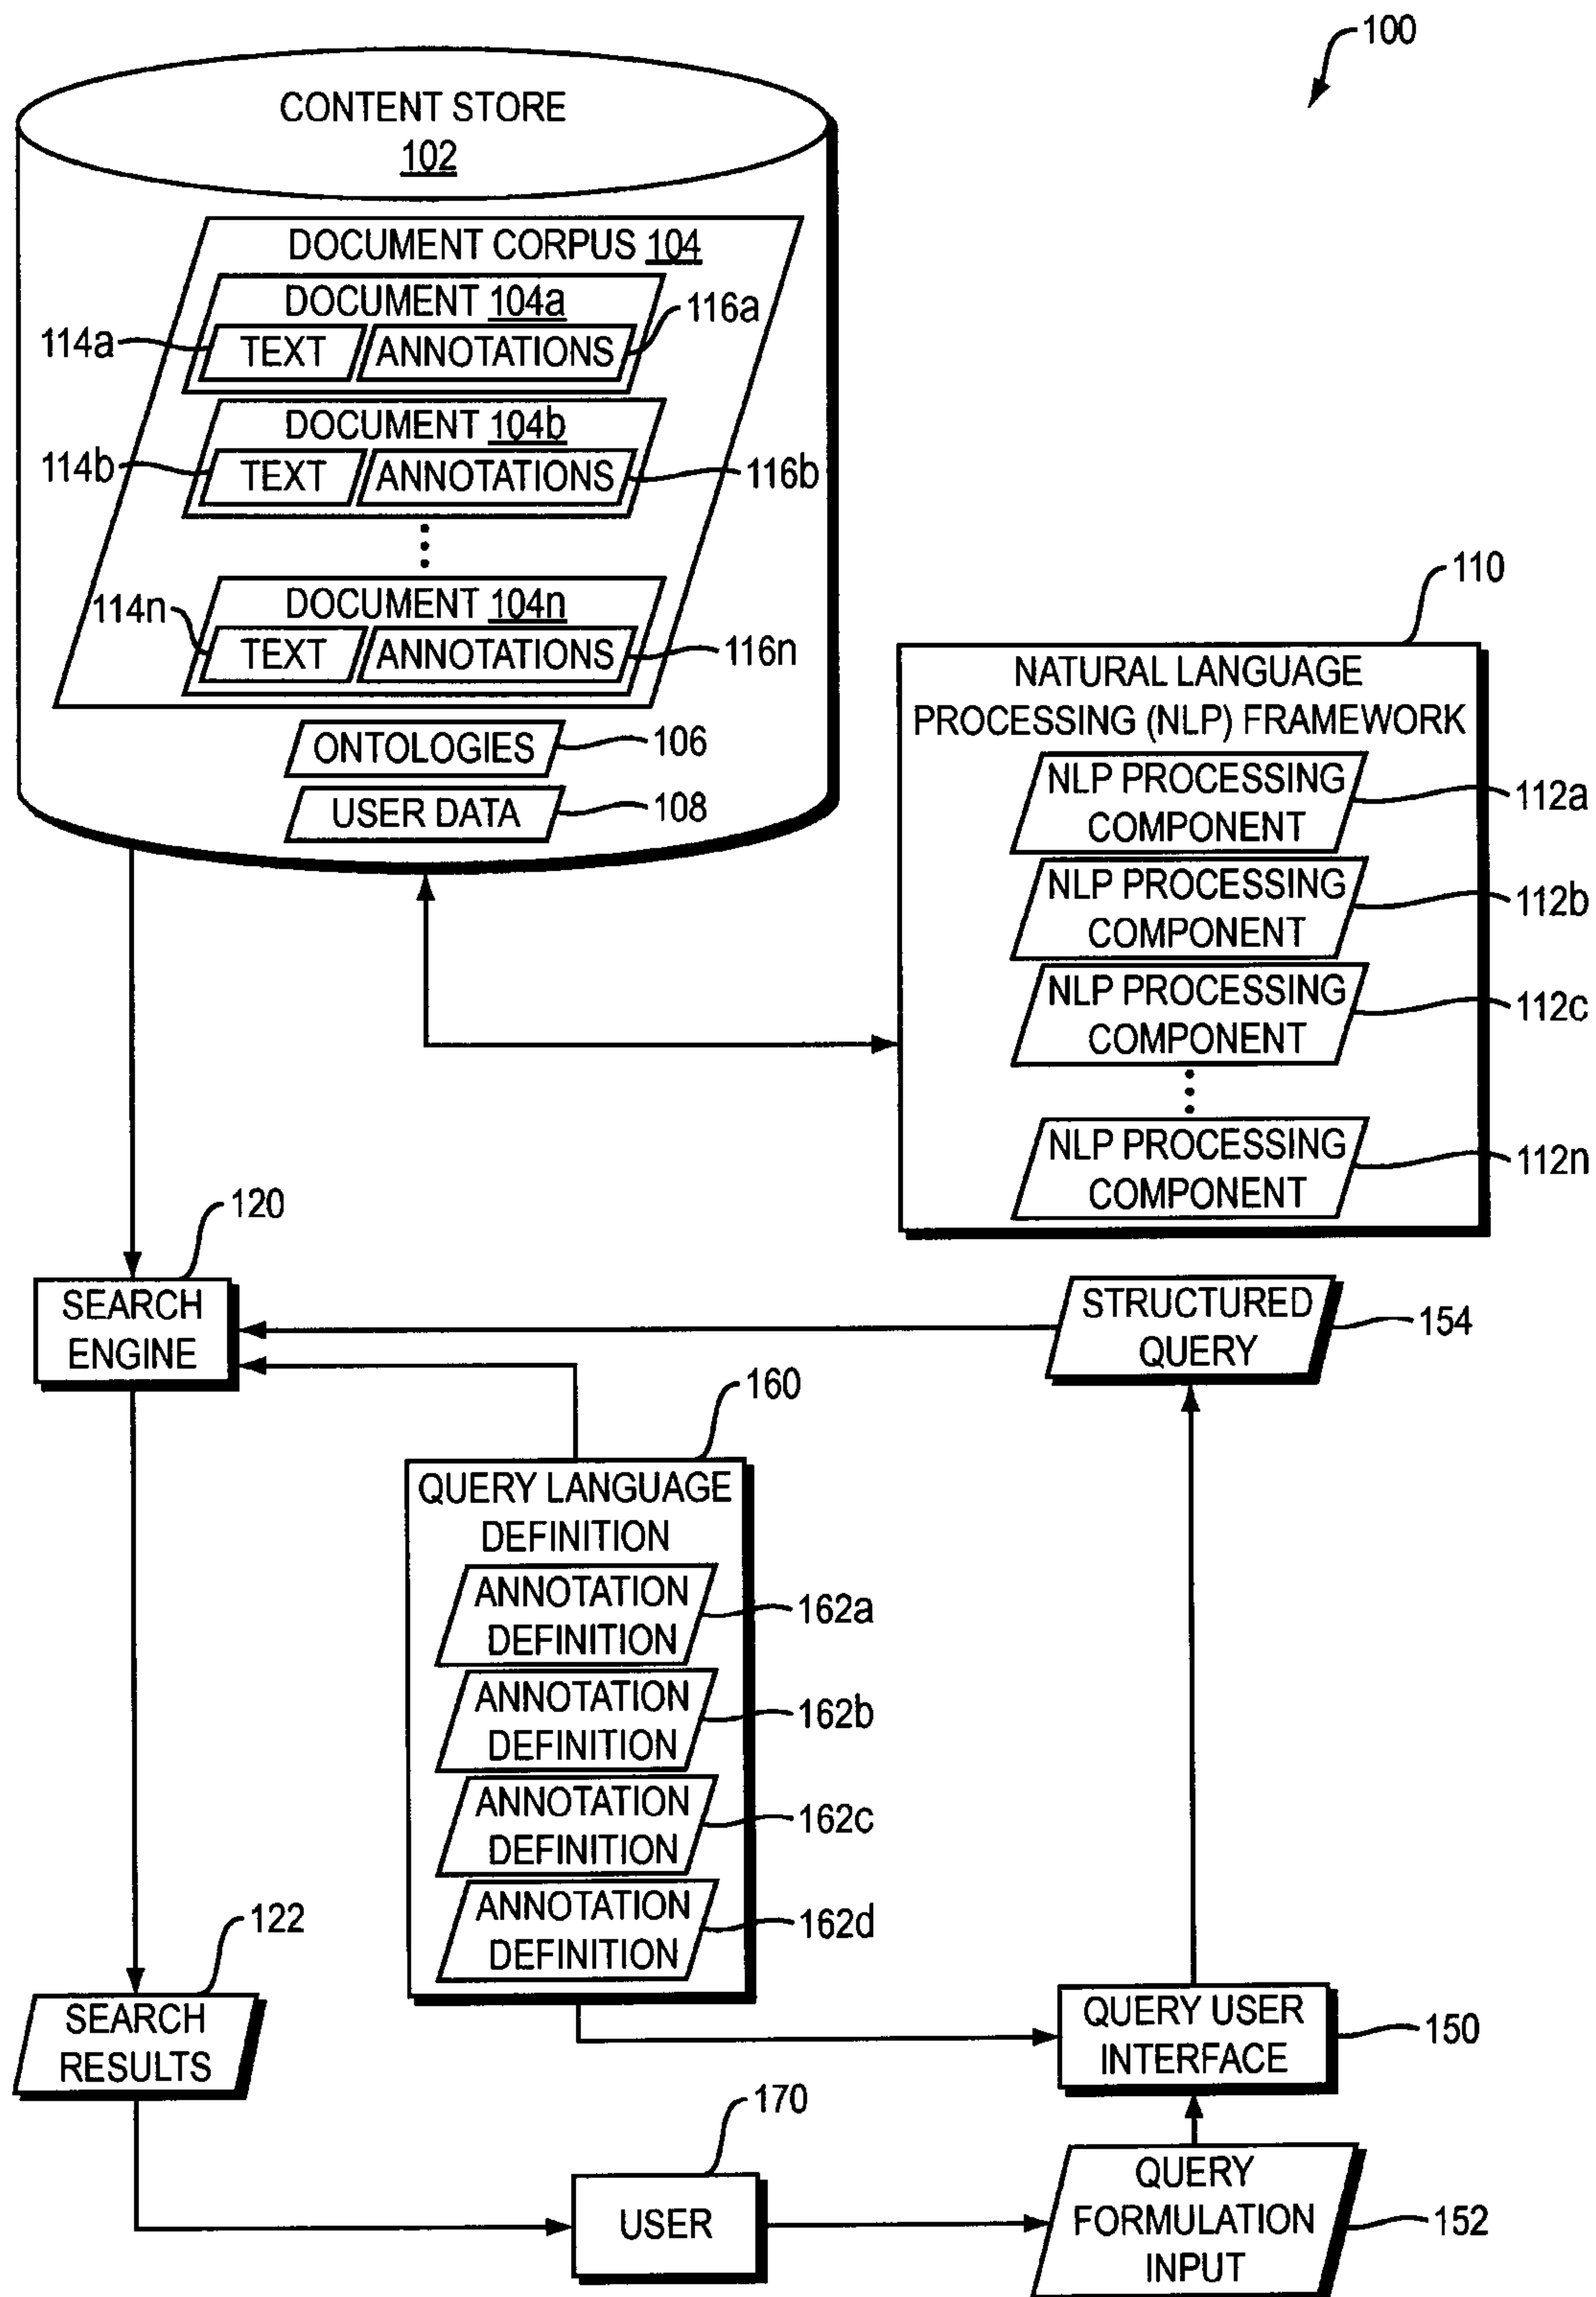 100
CONTENT STORE
102
DOCUMENT CORPUS 104
DOCUMENT 104a
114a
TEXT
ANNOTATIONS
116a
DOCUMENT 104b
114b
TEXT
ANNOTATIONS
116b
DOCUMENT 104n
114n
TEXT
ANNOTATIONS
116n
ONTOLOGIES
106
USER DATA
108
110
NATURAL LANGUAGE
PROCESSING (NLP) FRAMEWORK
NLP PROCESSING
COMPONENT
112a
NLP PROCESSING
COMPONENT
112b
NLP PROCESSING
COMPONENT
112c
NLP PROCESSING
COMPONENT
112n
120
SEARCH
ENGINE
STRUCTURED
QUERY
154
160
QUERY LANGUAGE
DEFINITION
ANNOTATION
DEFINITION
162a
ANNOTATION
DEFINITION
162b
ANNOTATION
DEFINITION
162c
ANNOTATION
DEFINITION
162d
122
SEARCH
RESULTS
QUERY USER
INTERFACE
150
170
USER
QUERY
FORMULATION
INPUT
152